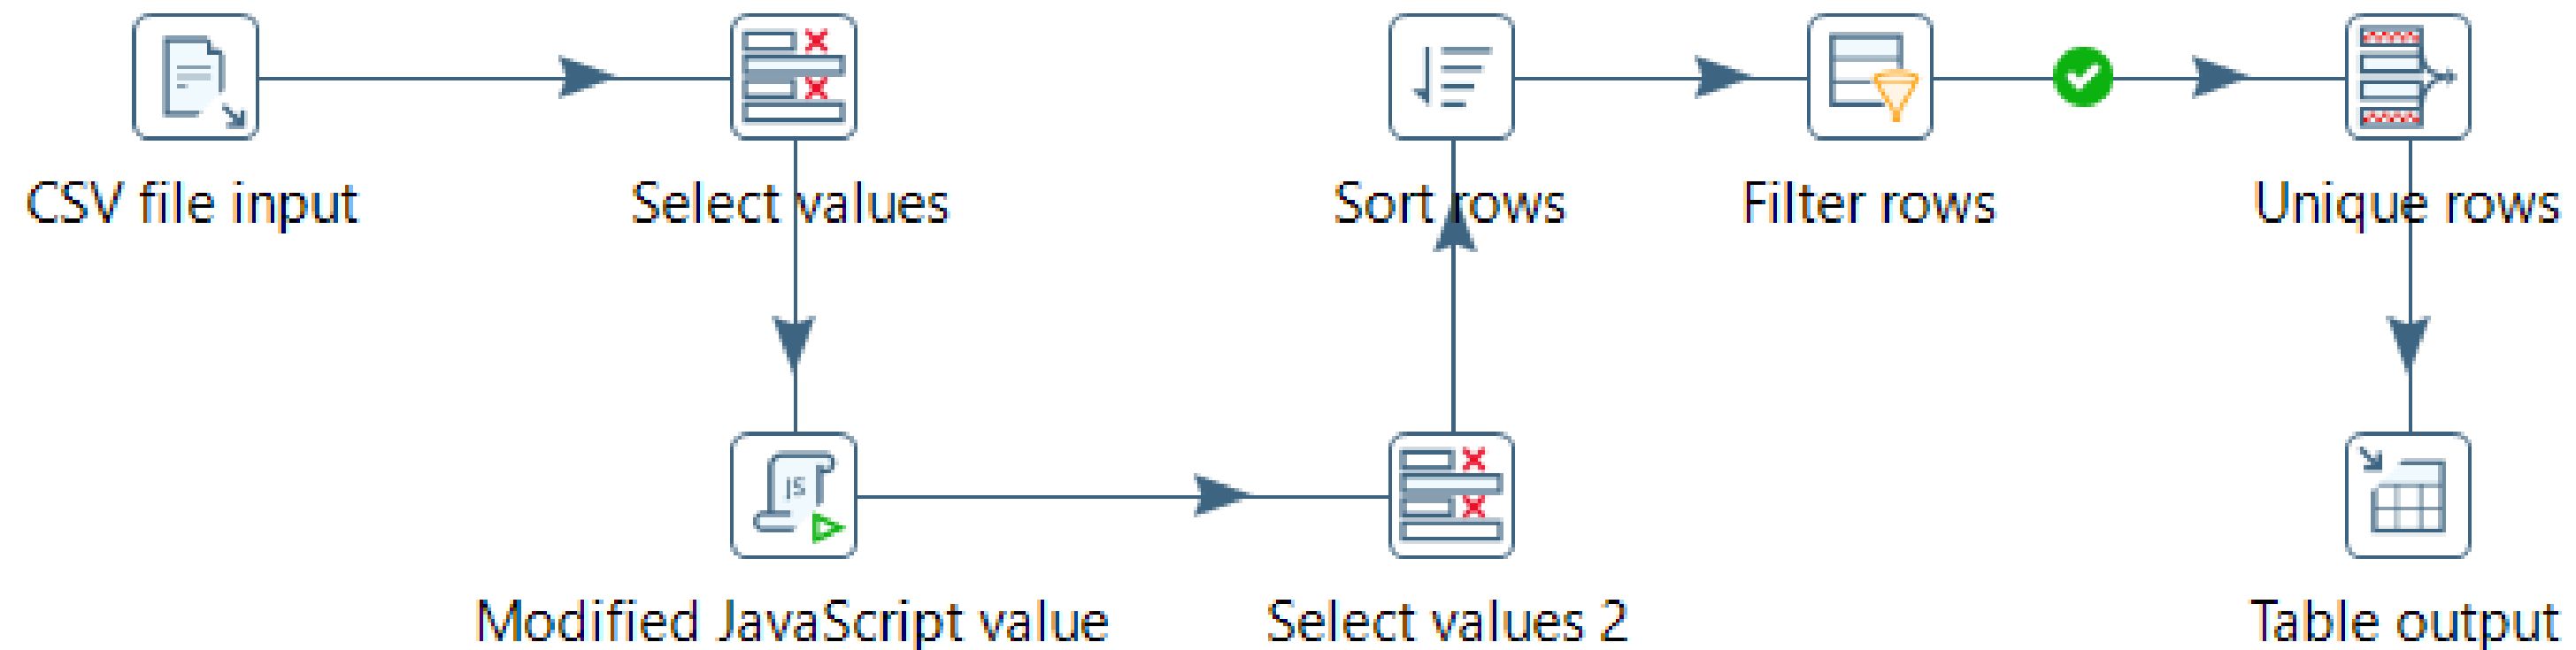 CSV file input
Select values
Sort rows
Filter rows
Unique rows
JS
Modified JavaScript value
Select values 2
Table output